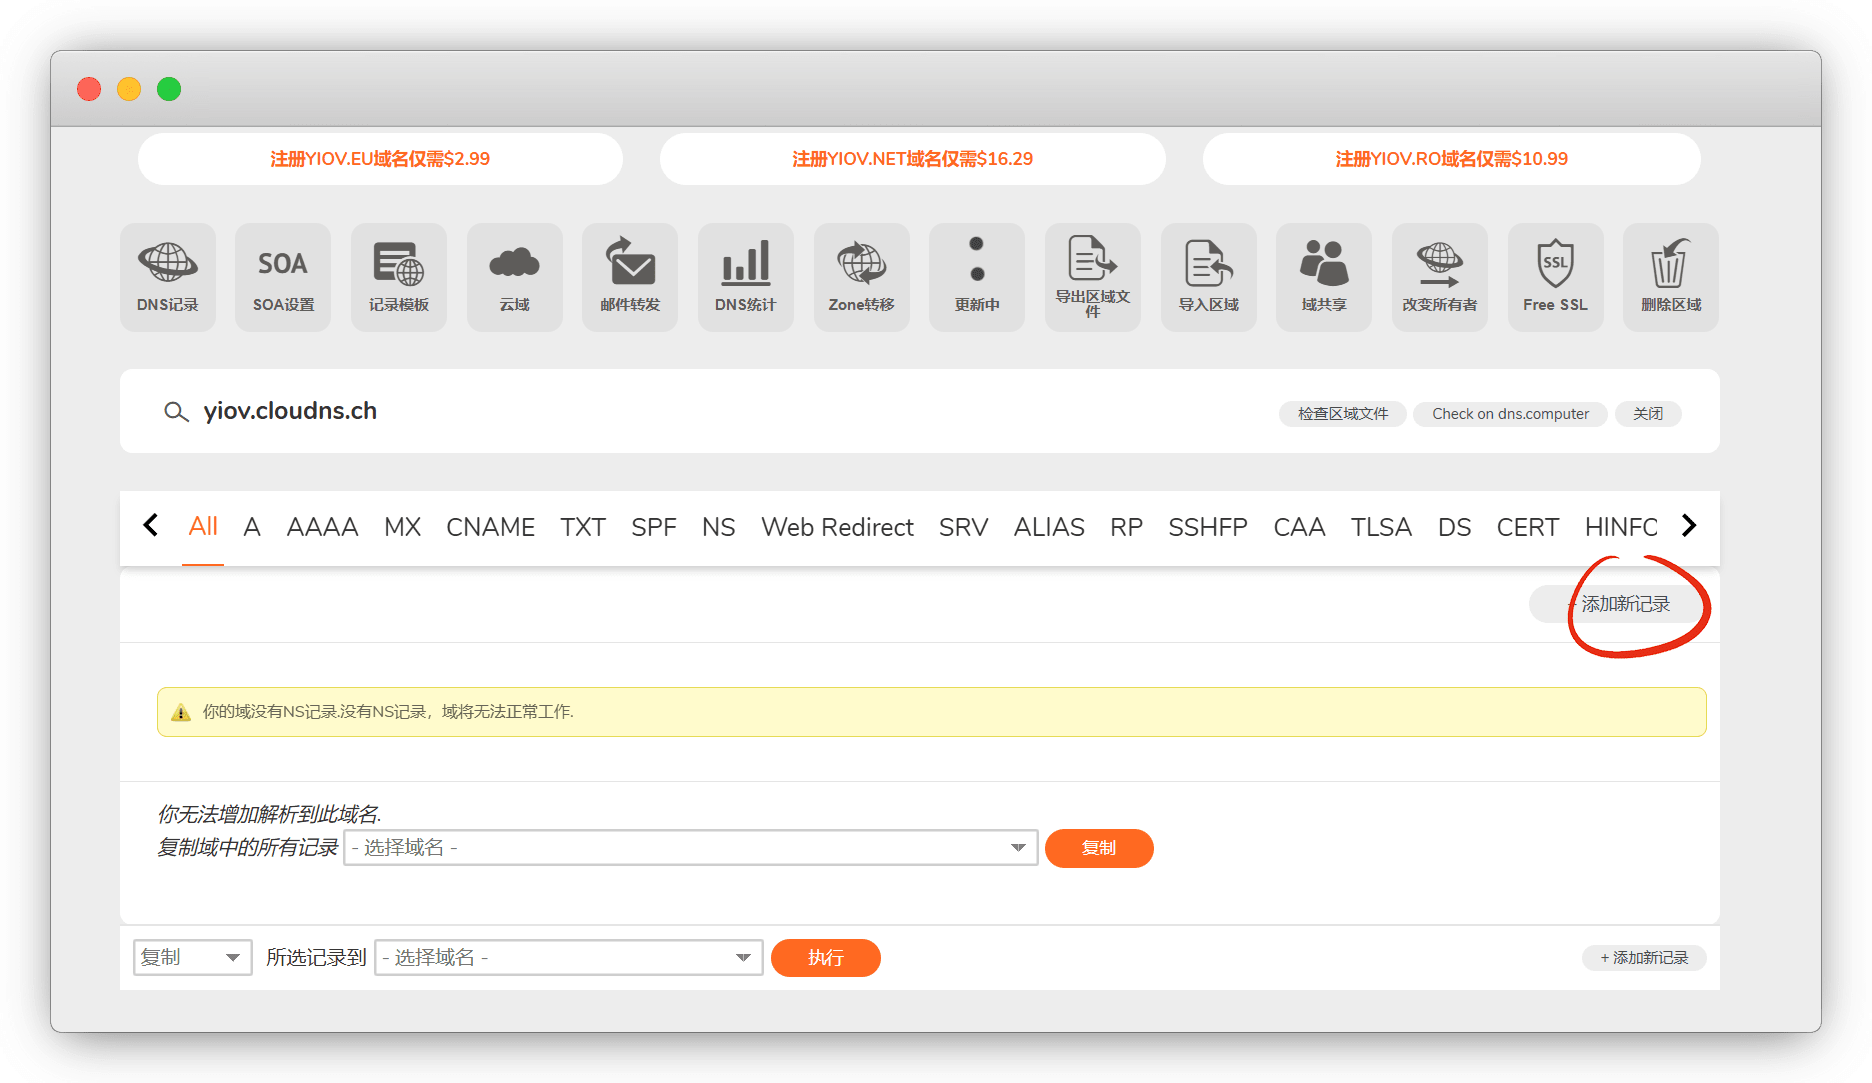 注册YIOV.EU域名仅需$2.99
注册YIOV.NET域名仅需$16.29
注册YIOV.RO域名仅需$10.99
DNS记录
SOA
SOA设置
记录模板
云域
邮件转发
DNS统计
Zone转移
更新中
导出区域文
件
导入区域
域共享
改变所有者
SSL
Free SSL
删除区域
yiov.cloudns.ch
检查区域文件
Check on dns.computer
关闭
All A AAAA MX CNAME TXT SPF NS Web Redirect SRV ALIAS RP SSHFP CAA TLSA DS CERT HINFO
+ 添加新记录
你的域没有NS记录.没有NS记录，域将无法正常工作.
你无法增加解析到此域名.
复制域中的所有记录 - 选择域名 - 复制
复制 所选记录到 - 选择域名 - 执行 + 添加新记录